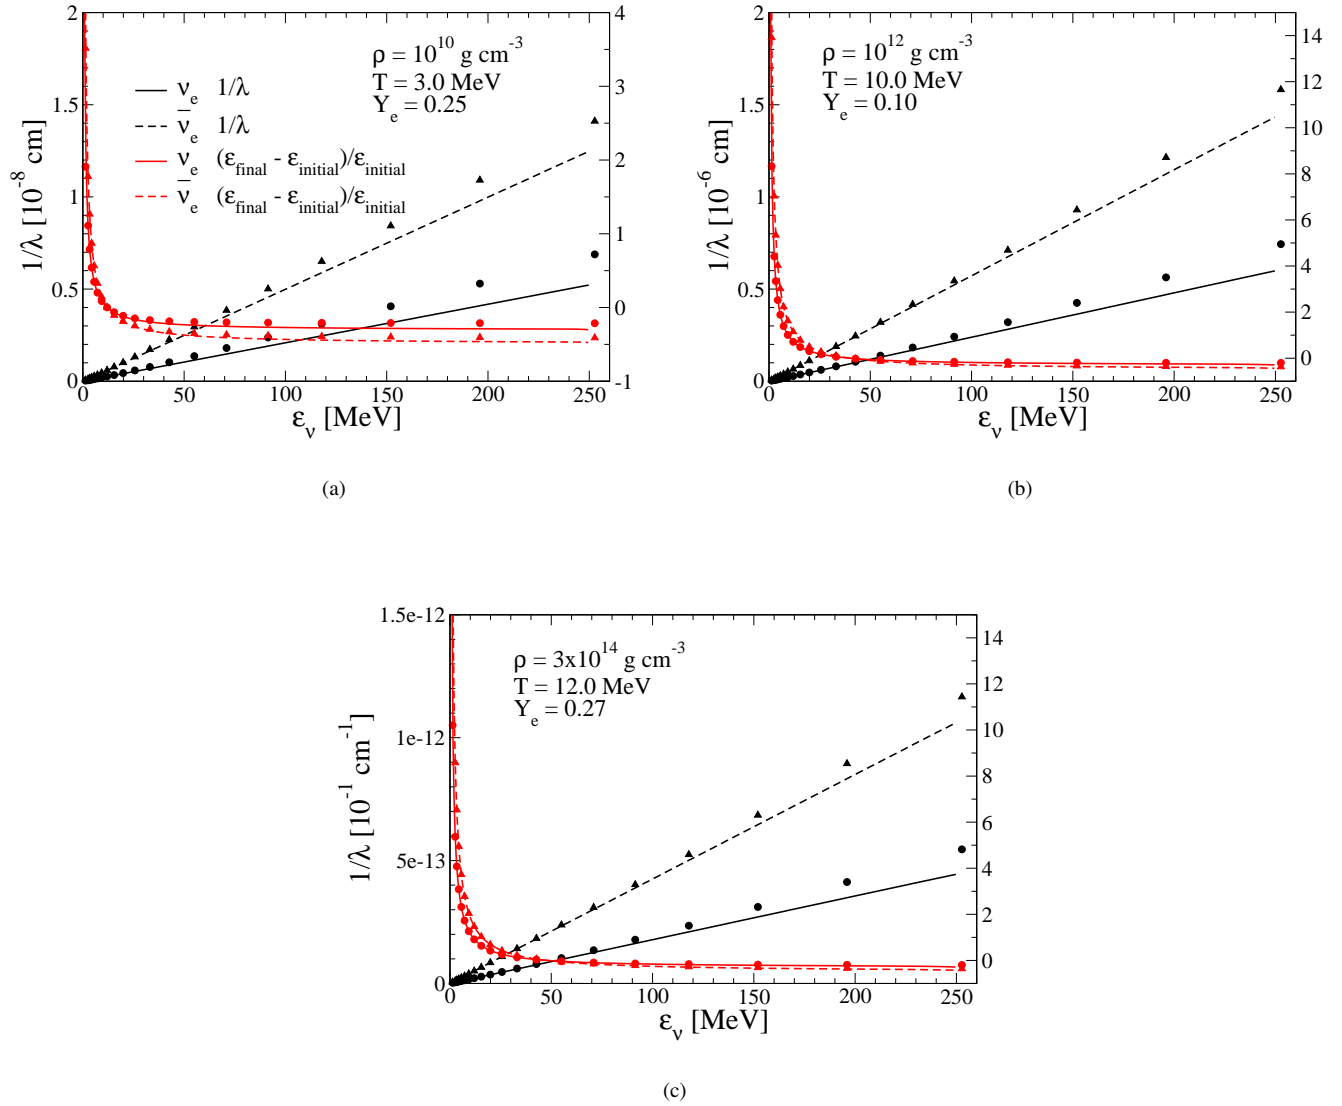 ρ = 10^10 g cm^-3
T = 3.0 MeV
Y_e = 0.25
ν_e 1/λ
ν̄_e 1/λ
ν_e (ε_final - ε_initial)/ε_initial
ν̄_e (ε_final - ε_initial)/ε_initial
1/λ [10^-8 cm]
2
1.5
1
0.5
0
4
3
2
1
0
-1
0 50 100 150 200 250
ε_ν [MeV]
(a)
ρ = 10^12 g cm^-3
T = 10.0 MeV
Y_e = 0.10
1/λ [10^-6 cm]
2
1.5
1
0.5
0
14
12
10
8
6
4
2
0
0 50 100 150 200 250
ε_ν [MeV]
(b)
ρ = 3x10^14 g cm^-3
T = 12.0 MeV
Y_e = 0.27
1/λ [10^-1 cm^-1]
1.5e-12
1e-12
5e-13
0
14
12
10
8
6
4
2
0
0 50 100 150 200 250
ε_ν [MeV]
(c)